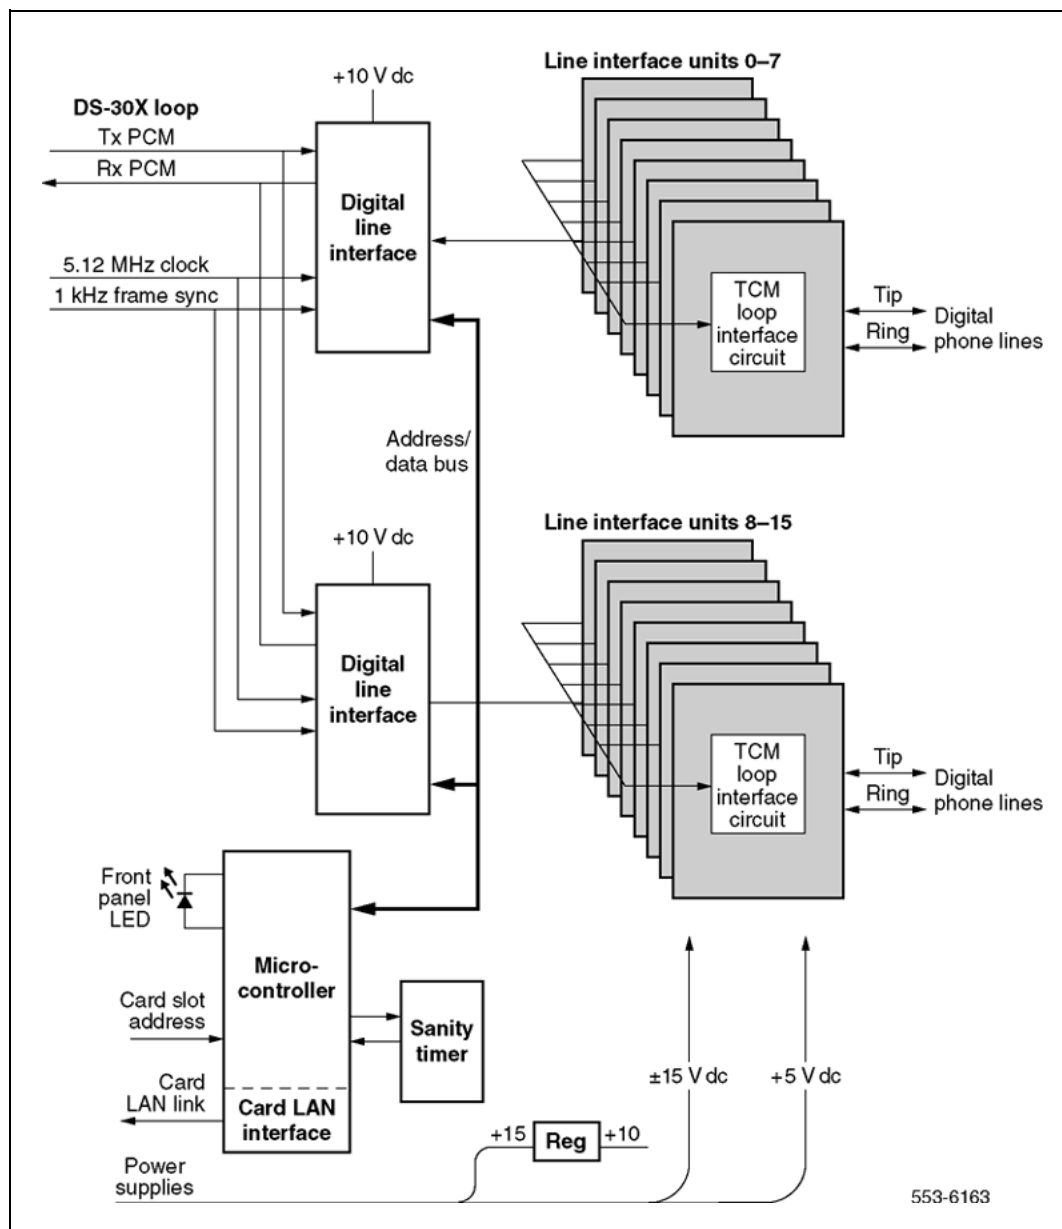 Line interface units 0–7
+10 V dc
DS-30X loop
Tx PCM
Rx PCM
Digital
line
interface
5.12 MHz clock
1 kHz frame sync
TCM
loop
interface
circuit
Tip
Ring
Digital
phone lines
Address/
data bus
Line interface units 8–15
+10 V dc
Digital
line
interface
TCM
loop
interface
circuit
Tip
Ring
Digital
phone lines
Front
panel
LED
Micro-
controller
Card slot
address
Sanity
timer
Card
LAN link
Card LAN
interface
±15 V dc
+5 V dc
+15
Reg
+10
Power
supplies
553-6163